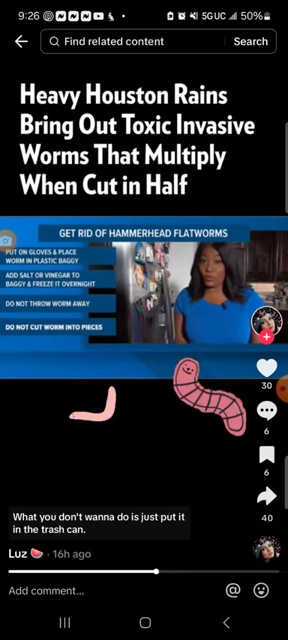 9:26
5G UC
50%
Find related content
Search
Heavy Houston Rains
Bring Out Toxic Invasive
Worms That Multiply
When Cut in Half
GET RID OF HAMMERHEAD FLATWORMS
PUT ON GLOVES & PLACE
WORM IN PLASTIC BAGGY
ADD SALT OR VINEGAR TO
BAGGY & FREEZE IT OVERNIGHT
DO NOT THROW WORM AWAY
DO NOT CUT WORM INTO PIECES
30
6
6
40
What you don't wanna do is just put it
in the trash can.
Luz 🍉 · 16h ago
Add comment...
@